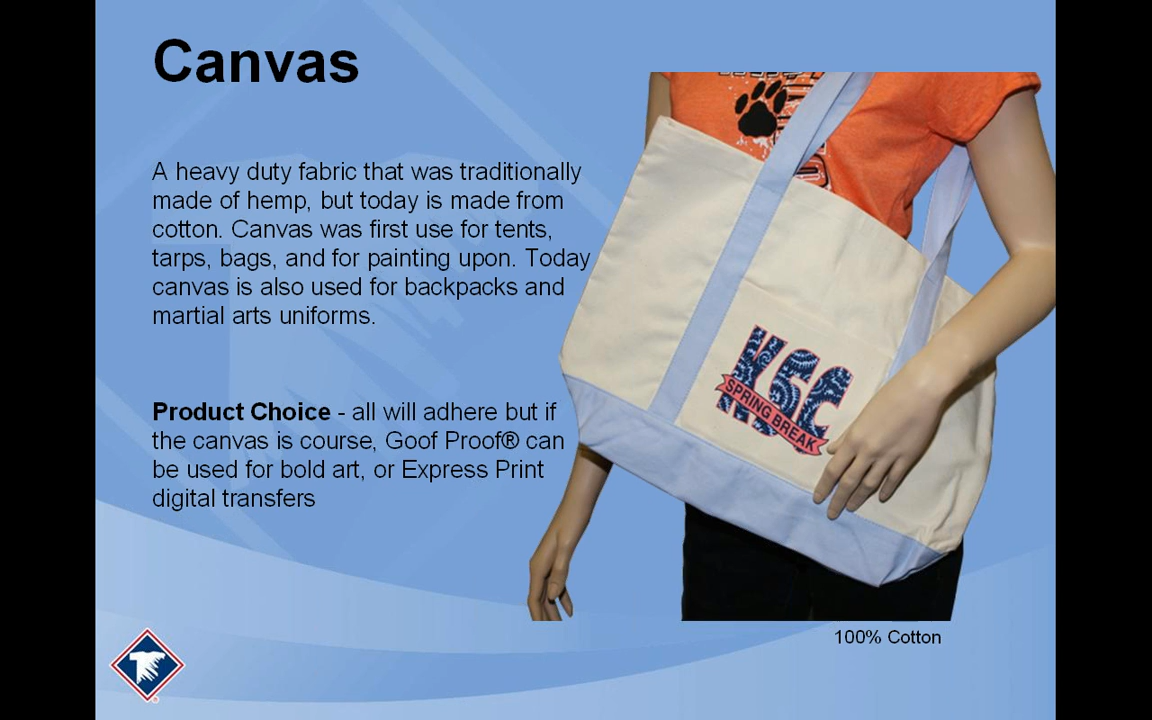 Canvas
A heavy duty fabric that was traditionally
made of hemp, but today is made from
cotton. Canvas was first use for tents,
tarps, bags, and for painting upon. Today
canvas is also used for backpacks and
martial arts uniforms.
Product Choice - all will adhere but if
the canvas is course, Goof Proof® can
be used for bold art, or Express Print
digital transfers
KSC
SPRING BREAK
100% Cotton